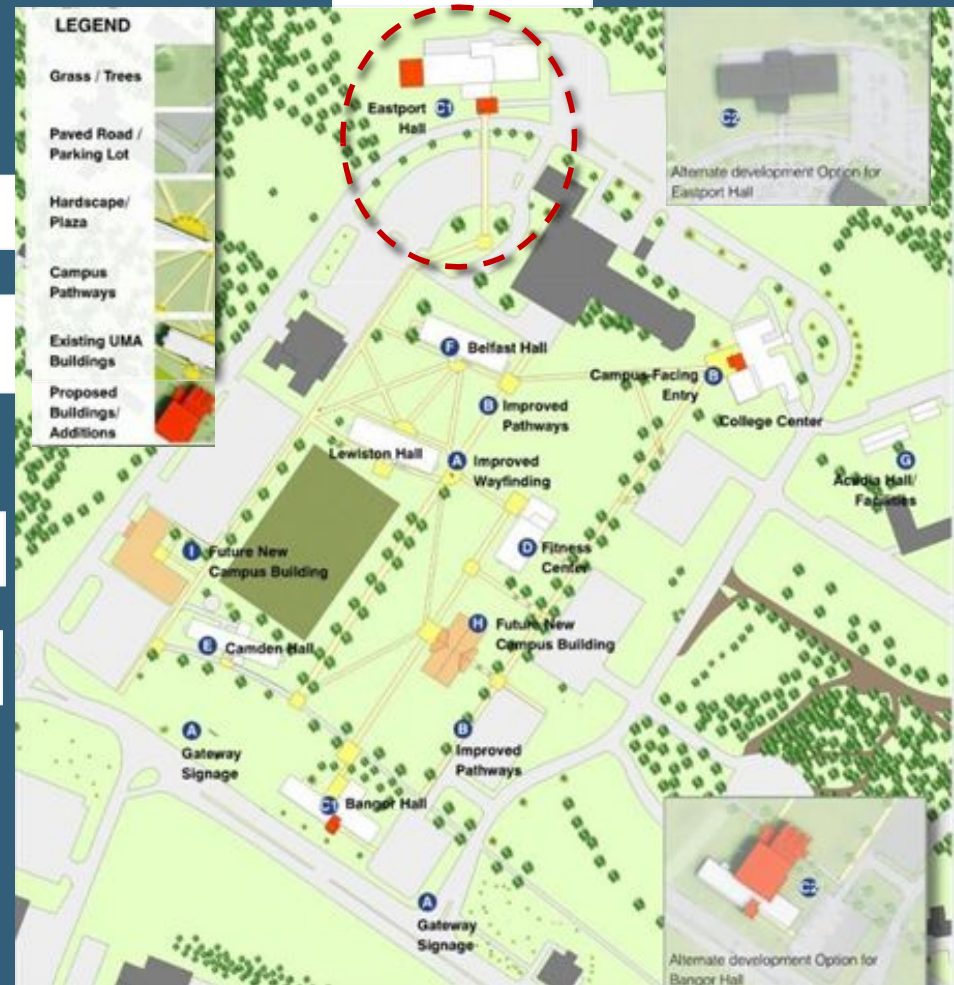 LEGEND
Grass / Trees
Paved Road /
Parking Lot
Hardscape/
Plaza
Campus
Pathways
Existing UMA
Buildings
Proposed
Buildings/
Additions
Eastport
Hall
C1
C2
Alternate development Option for
Eastport Hall
F Belfast Hall
Campus-Facing
Entry
B
B Improved
Pathways
College Center
Lewiston Hall
A Improved
Wayfinding
G
Acadia Hall/
Facilities
D Fitness
Center
I Future New
Campus Building
H Future New
Campus Building
E Camden Hall
A
Gateway
Signage
B
Improved
Pathways
C1 Bangor Hall
C2
A
Gateway
Signage
Alternate development Option for
Bangor Hall